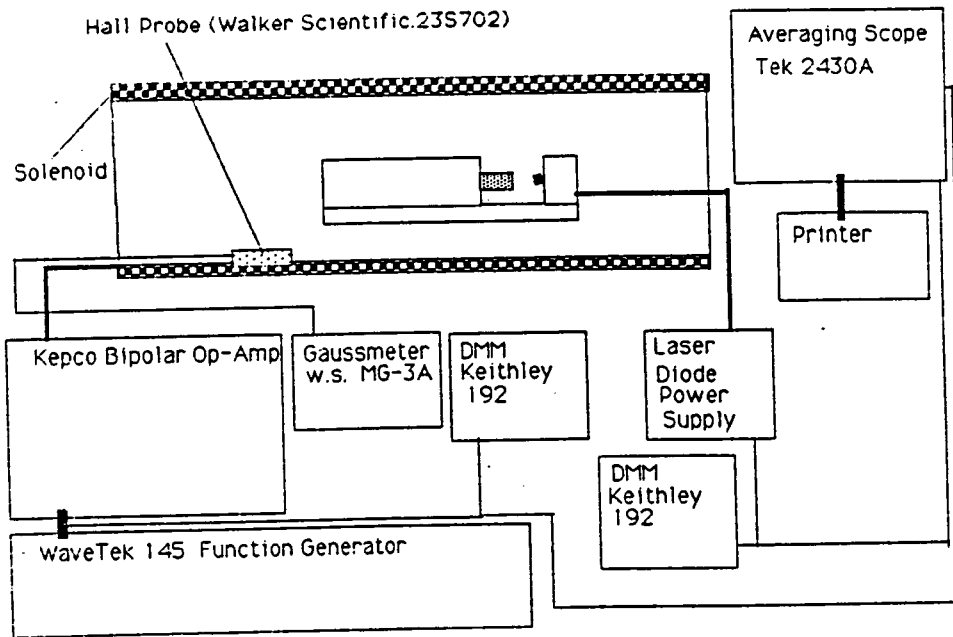 Hall Probe (Walker Scientific.23S702)
Averaging Scope
Tek 2430A
Solenoid
Printer
Kepco Bipolar Op-Amp
Gaussmeter
w.s. MG-3A
DMM
Keithley
192
Laser
Diode
Power
Supply
DMM
Keithley
192
WaveTek 145 Function Generator